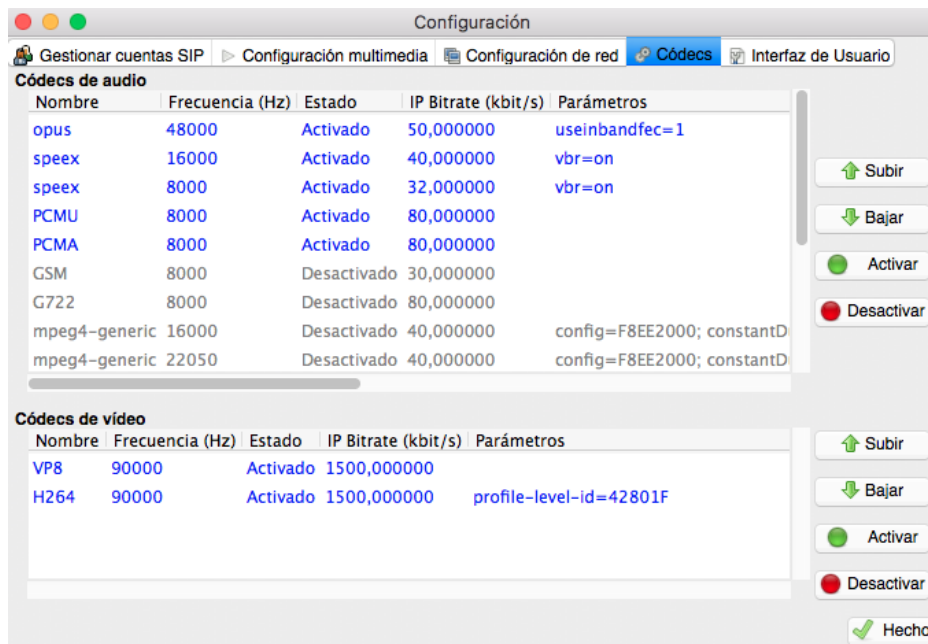 Configuración
Gestionar cuentas SIP Configuración multimedia Configuración de red Códecs Interfaz de Usuario
Códecs de audio
Nombre Frecuencia (Hz) Estado IP Bitrate (kbit/s) Parámetros
opus 48000 Activado 50,000000 useinbandfec=1
speex 16000 Activado 40,000000 vbr=on
Subir
speex 8000 Activado 32,000000 vbr=on
PCMU 8000 Activado 80,000000
Bajar
PCMA 8000 Activado 80,000000
Activar
GSM 8000 Desactivado 30,000000
G722 8000 Desactivado 80,000000
Desactivar
mpeg4-generic 16000 Desactivado 40,000000 config=F8EE2000; constantD
mpeg4-generic 22050 Desactivado 40,000000 config=F8EE2000; constantD
Códecs de vídeo
Nombre Frecuencia (Hz) Estado IP Bitrate (kbit/s) Parámetros
Subir
VP8 90000 Activado 1500,000000
H264 90000 Activado 1500,000000 profile-level-id=42801F
Bajar
Activar
Desactivar
Hecho